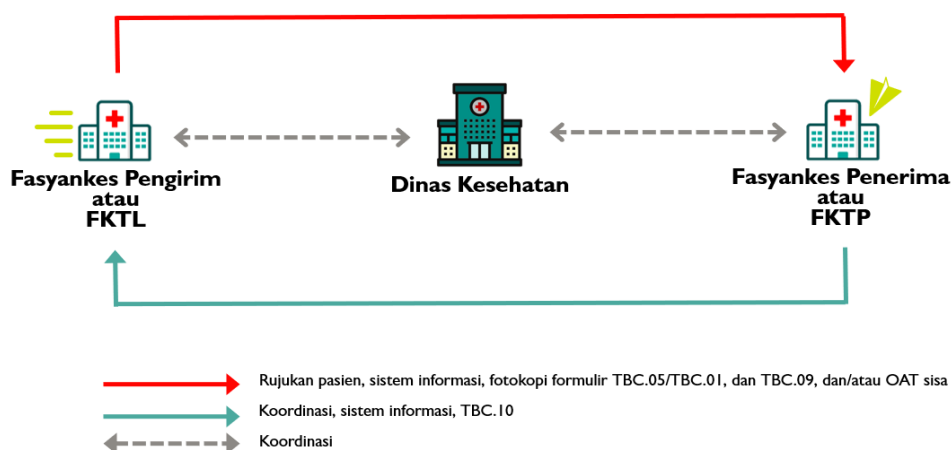 Fasyankes Pengirim
atau
FKTL
Dinas Kesehatan
Fasyankes Penerima
atau
FKTP
Rujukan pasien, sistem informasi, fotokopi formulir TBC.05/TBC.01, dan TBC.09, dan/atau OAT sisa
Koordinasi, sistem informasi, TBC.10
Koordinasi